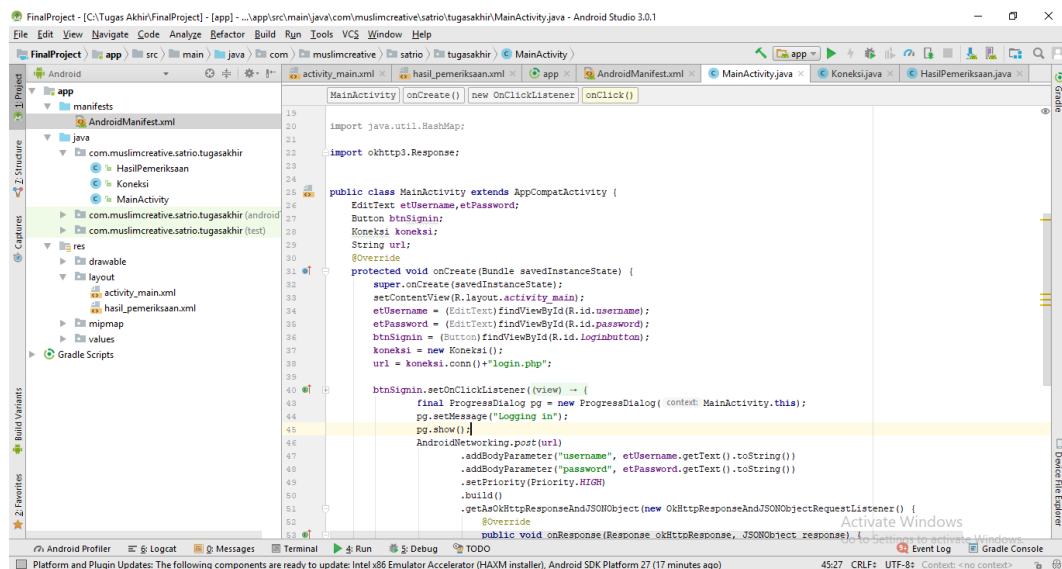 FinalProject - [C:\Tugas Akhir\FinalProject] - [app] - ...\app\src\main\java\com\muslimcreative\satrio\tugasakhir\MainActivity.java - Android Studio 3.0.1
File Edit View Navigate Code Analyze Refactor Build Run Tools VCS Window Help
FinalProject app src main java com muslimcreative satrio tugasakhir MainActivity
app
Android
activity_main.xml hasil_pemeriksaan.xml app AndroidManifest.xml MainActivity.java Koneksi.java HasilPemeriksaan.java
MainActivity onCreate() new OnClickListener onClick()
1: Project
Z: Structure
Captures
Build Variants
2: Favorites
app
manifests
AndroidManifest.xml
java
com.muslimcreative.satrio.tugasakhir
HasilPemeriksaan
Koneksi
MainActivity
com.muslimcreative.satrio.tugasakhir (android
com.muslimcreative.satrio.tugasakhir (test)
res
drawable
layout
activity_main.xml
hasil_pemeriksaan.xml
mipmap
values
Gradle Scripts
19
20 import java.util.HashMap;
21
22 import okhttp3.Response;
23
24
25 public class MainActivity extends AppCompatActivity {
26 EditText etUsername,etPassword;
27 Button btnSignin;
28 Koneksi koneksi;
29 String url;
30 @Override
31 protected void onCreate(Bundle savedInstanceState) {
32 super.onCreate(savedInstanceState);
33 setContentView(R.layout.activity_main);
34 etUsername = (EditText)findViewById(R.id.username);
35 etPassword = (EditText)findViewById(R.id.password);
36 btnSignin = (Button)findViewById(R.id.loginbutton);
37 koneksi = new Koneksi();
38 url = koneksi.conn()+"login.php";
39
40 btnSignin.setOnClickListener((view) → {
43 final ProgressDialog pg = new ProgressDialog( context: MainActivity.this);
44 pg.setMessage("Logging in");
45 pg.show();
46 AndroidNetworking.post(url)
47 .addBodyParameter("username", etUsername.getText().toString())
48 .addBodyParameter("password", etPassword.getText().toString())
49 .setPriority(Priority.HIGH)
50 .build()
51 .getAsOkHttpResponseAndJSONObject(new OkHttpResponseAndJSONObjectRequestListener() {
52 @Override
53 public void onResponse(Response okHttpResponse, JSONObject response) {
Gradle
Device File Explorer
Activate Windows
Go to Settings to activate Windows.
Android Profiler 6: Logcat 0: Messages Terminal 4: Run 5: Debug TODO Event Log Gradle Console
Platform and Plugin Updates: The following components are ready to update: Intel x86 Emulator Accelerator (HAXM installer), Android SDK Platform 27 (17 minutes ago) 45:27 CRLF UTF-8 Context: <no context>